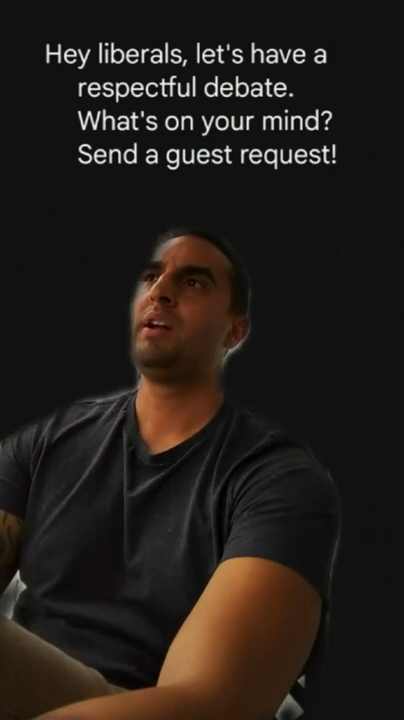 Hey liberals, let's have a
respectful debate.
What's on your mind?
Send a guest request!